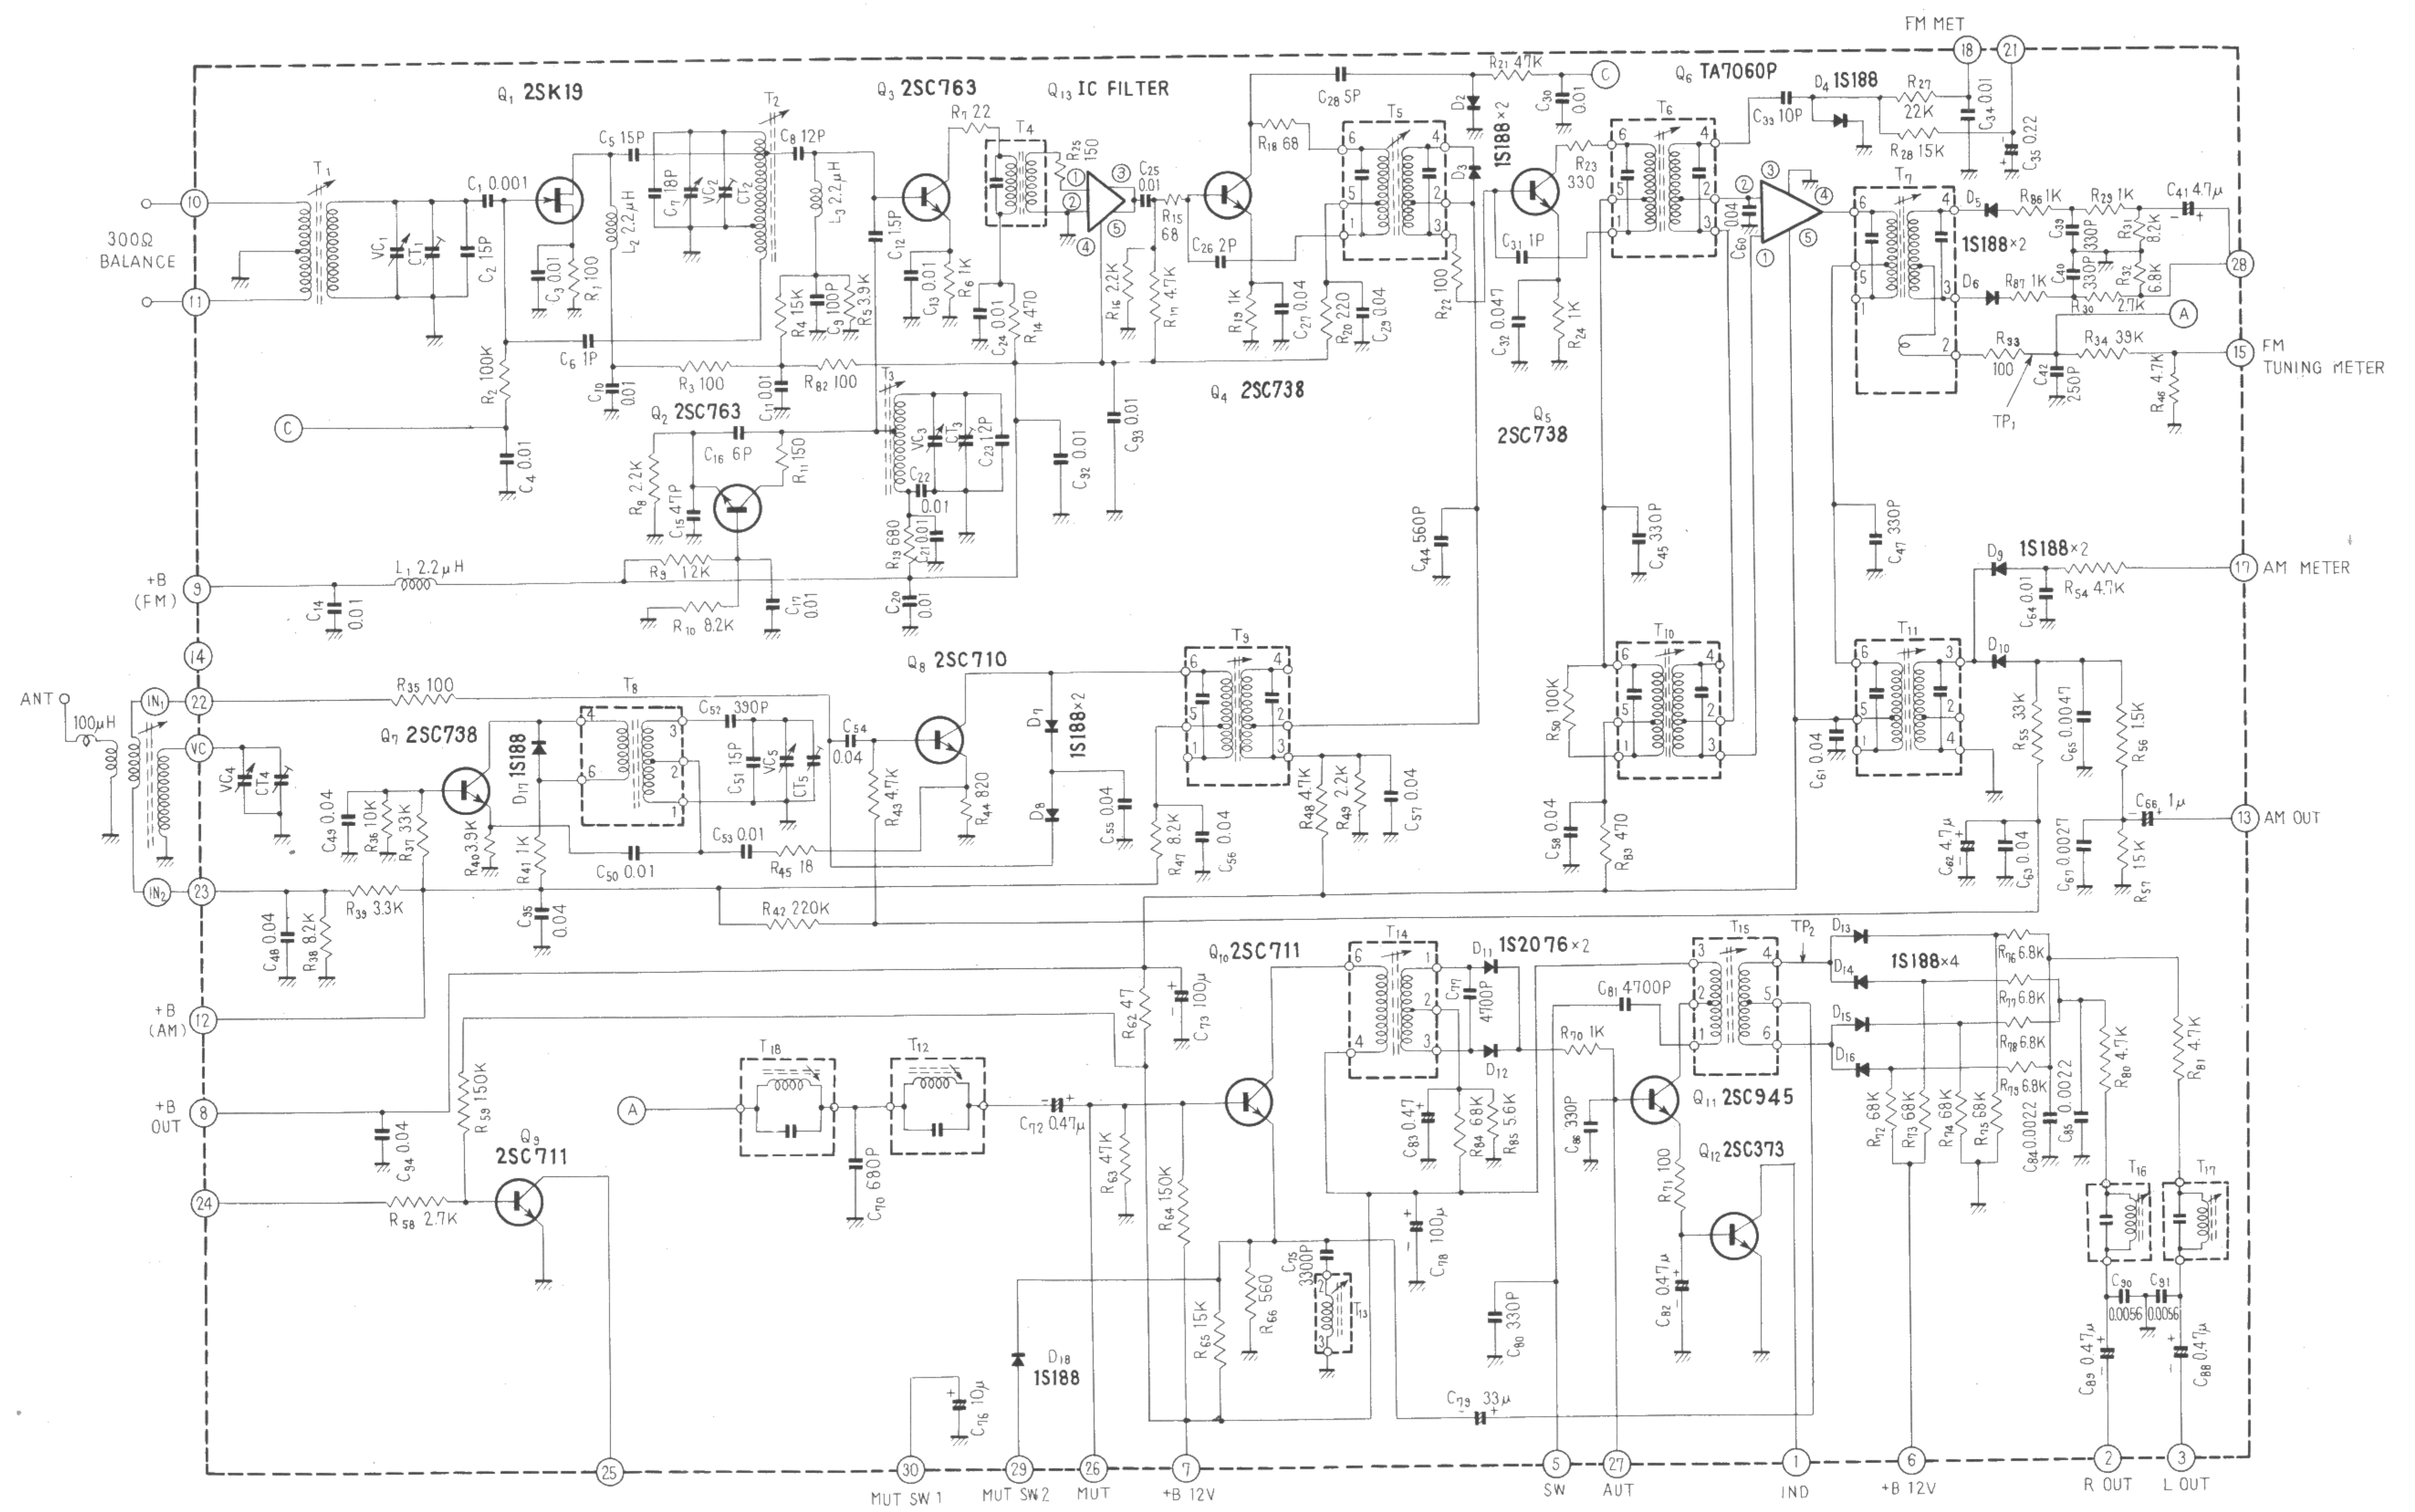 FM MET
18
21
Q1 2SK19
Q3 2SC763
Q13 IC FILTER
Q6 TA7060P
T1
T2
C5 15P
C8 12P
R7 22
T4
R25 150
C25 0.01
C28 5P
R18 68
T5
D2
D3
1S188×2
R21 47K
C
C30 0.01
T6
R23 330
C33 10P
D4 1S188
R27 22K
R28 15K
C34 0.01
C35 0.22
10
300Ω
BALANCE
11
VC1
CT1
C2 15P
C1 0.001
C3 0.01
R1 100
L2 2.2μH
C7 18P
VC2
CT2
L3 2.2μH
C12 1.5P
C13 0.01
R6 1K
C24 0.01
R14 470
R15 68
R16 2.2K
R17 4.7K
C26 2P
R19 1K
C27 0.04
R20 220
C29 0.04
R22 100
C31 1P
C32 0.047
R24 1K
C60 0.04
T7
D5
1S188×2
D6
R86 1K
R29 1K
C41 4.7μ
C39 330P
C40 330P
R31 8.2K
R32 6.8K
R87 1K
R30 2.7K
28
A
C6 1P
R2 100K
C10 0.01
R3 100
R4 15K
C9 100P
R5 3.9K
C11 0.01
R82 100
Q4 2SC738
Q5
2SC738
R33 100
R34 39K
C42 250P
TP1
R46 4.7K
15
FM
TUNING METER
C
C4 0.01
Q2 2SC763
T3
C16 6P
R11 150
VC3
CT3
C23 12P
C22 0.01
C92 0.01
C93 0.01
R8 2.2K
C15 47P
R13 680
C21 0.01
C44 560P
C45 330P
C47 330P
+B
(FM)
9
L1 2.2μH
C14 0.01
R9 12K
R10 8.2K
C17 0.01
C20 0.01
D9 1S188×2
C64 0.01
R54 4.7K
17
AM METER
14
ANT
100μH
IN1
22
VC
R35 100
Q8 2SC710
T9
T10
T11
D10
Q7 2SC738
D17 1S188
T8
C52 390P
C51 15P
VC5
CT5
C54 0.04
D7
D8
1S188×2
VC4
CT4
C49 0.04
R36 10K
R37 33K
R40 3.9K
R41 1K
C50 0.01
C53 0.01
R45 18
R43 4.7K
R44 820
C55 0.04
R47 8.2K
C56 0.04
R48 4.7K
R49 2.2K
C57 0.04
R50 100K
C58 0.04
R83 470
C61 0.04
R55 33K
C65 0.0047
R56 1.5K
C66 1μ
13
AM OUT
C62 4.7μ
C63 0.04
C67 0.0027
R57 15K
IN2
23
R39 3.3K
C48 0.04
R38 8.2K
C95 0.04
R42 220K
+B
(AM)
12
Q10 2SC711
T14
D11 1S2076×2
C77 4700P
D12
T15
TP2
D13
D14
1S188×4
D15
D16
R76 6.8K
R77 6.8K
R78 6.8K
R79 6.8K
R62 47
C73 100μ
C81 4700P
R70 1K
R80 4.7K
R81 4.7K
+B
OUT
8
C94 0.04
R59 150K
Q9
2SC711
A
T18
T12
C70 680P
C72 0.47μ
R63 47K
R64 150K
C83 0.47
R84 68K
R85 5.6K
C86 330P
Q11 2SC945
Q12 2SC373
R71 100
R72 68K
R73 68K
R74 68K
R75 68K
C84 0.0022
C85 0.0022
24
R58 2.7K
C78 100μ
C75 3300P
T13
R65 15K
R66 560
C80 330P
C82 0.47μ
T16
T17
C90 0.0056
C91 0.0056
C89 0.47μ
C88 0.47μ
D18
1S188
C76 10μ
C79 33μ
25
30
29
26
7
5
27
1
6
2
3
MUT SW 1
MUT SW 2
MUT
+B 12V
SW
AUT
IND
+B 12V
R OUT
L OUT